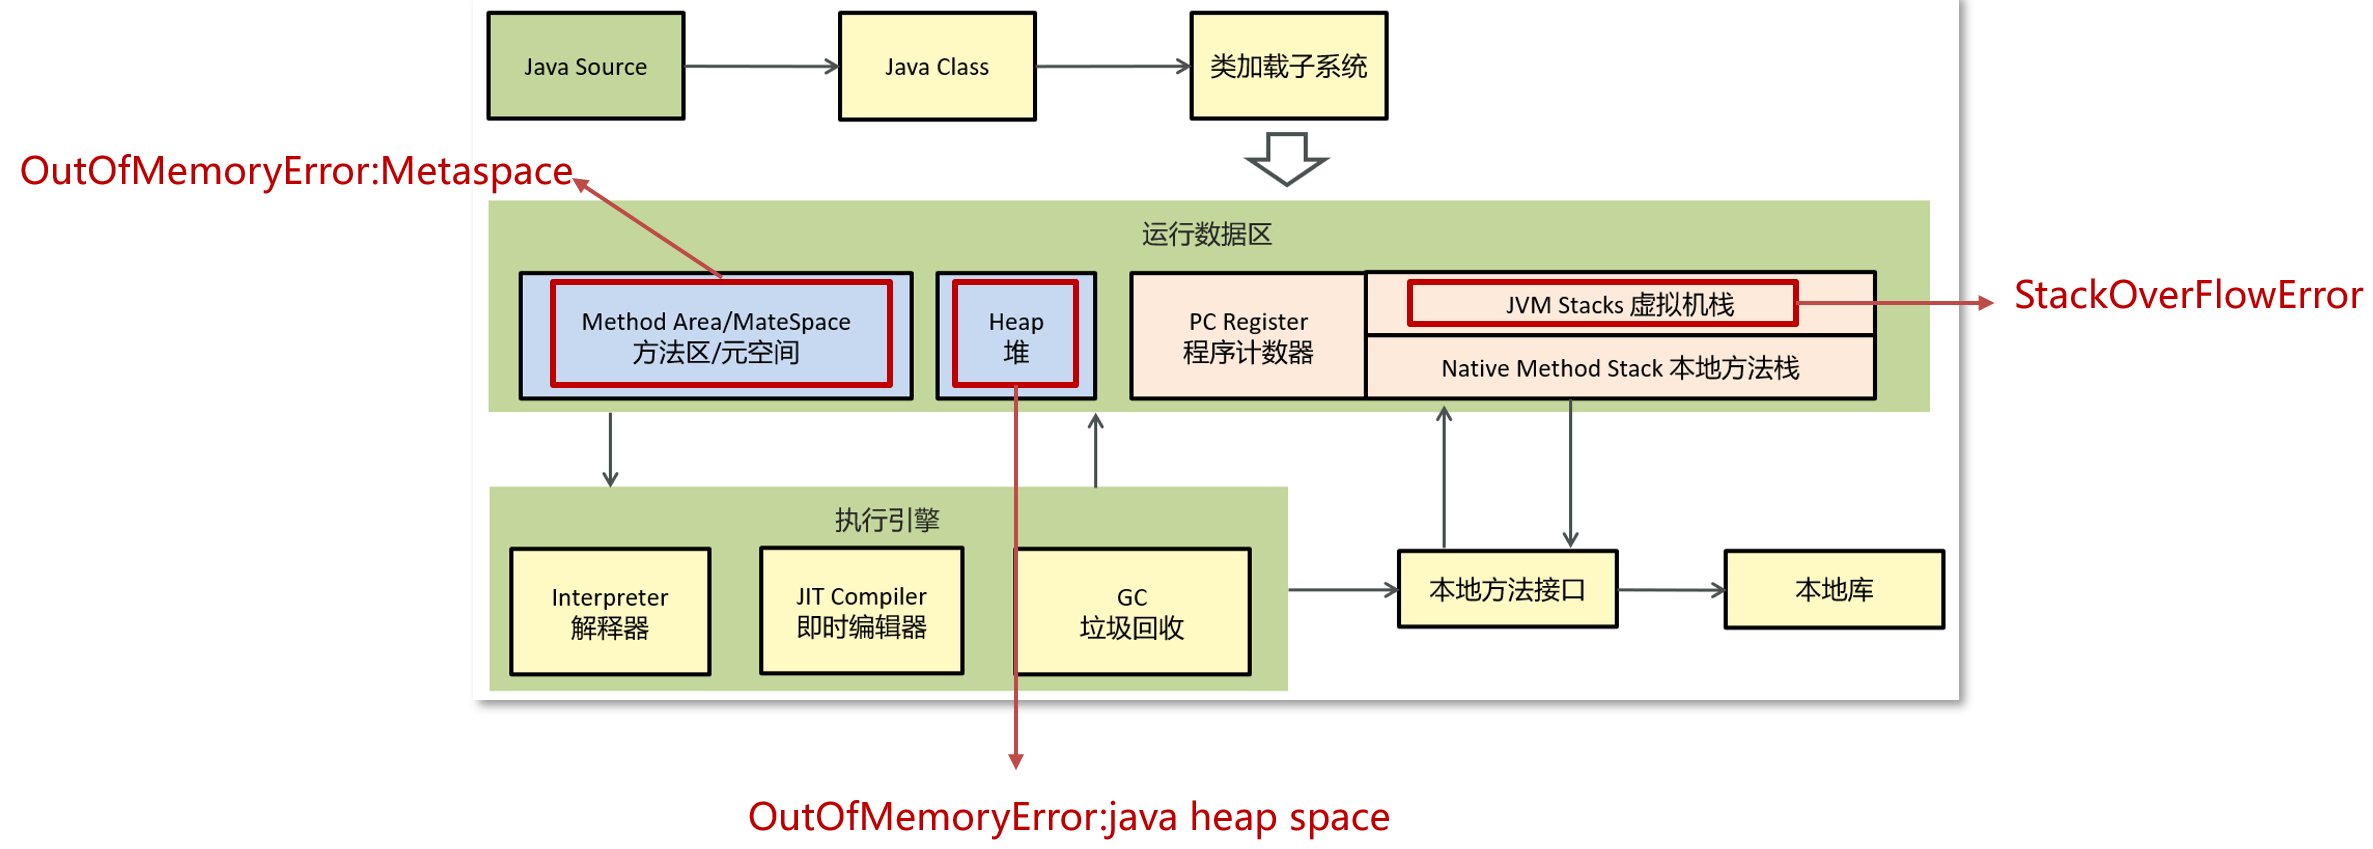 Java Source
Java Class
类加载子系统
OutOfMemoryError:Metaspace
运行数据区
Method Area/MateSpace
方法区/元空间
Heap
堆
PC Register
程序计数器
JVM Stacks 虚拟机栈
Native Method Stack 本地方法栈
StackOverFlowError
执行引擎
Interpreter
解释器
JIT Compiler
即时编辑器
GC
垃圾回收
本地方法接口
本地库
OutOfMemoryError:java heap space